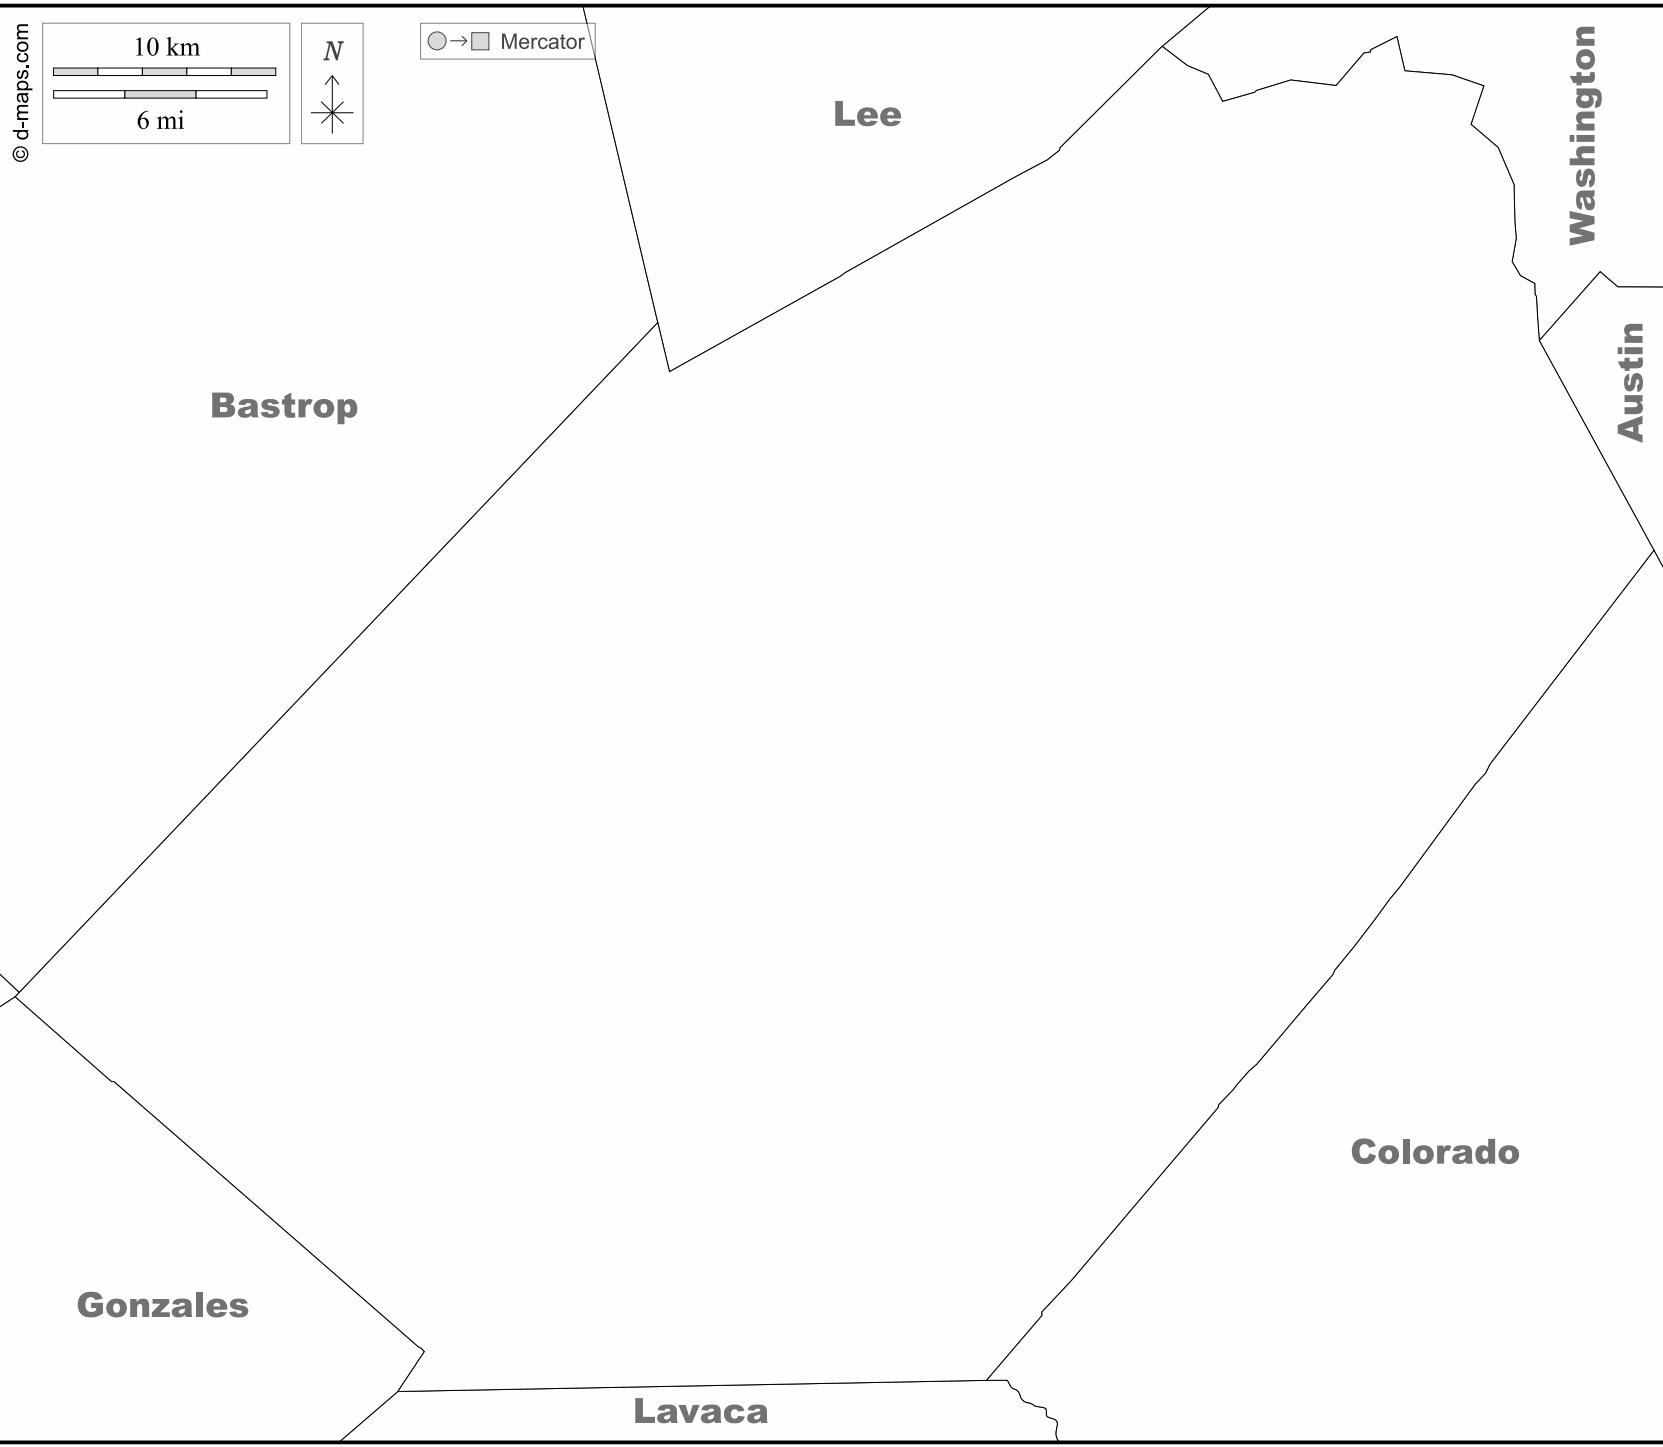 © d-maps.com
10 km
6 mi
N
Mercator
Lee
Washington
Austin
Bastrop
Colorado
Gonzales
Lavaca